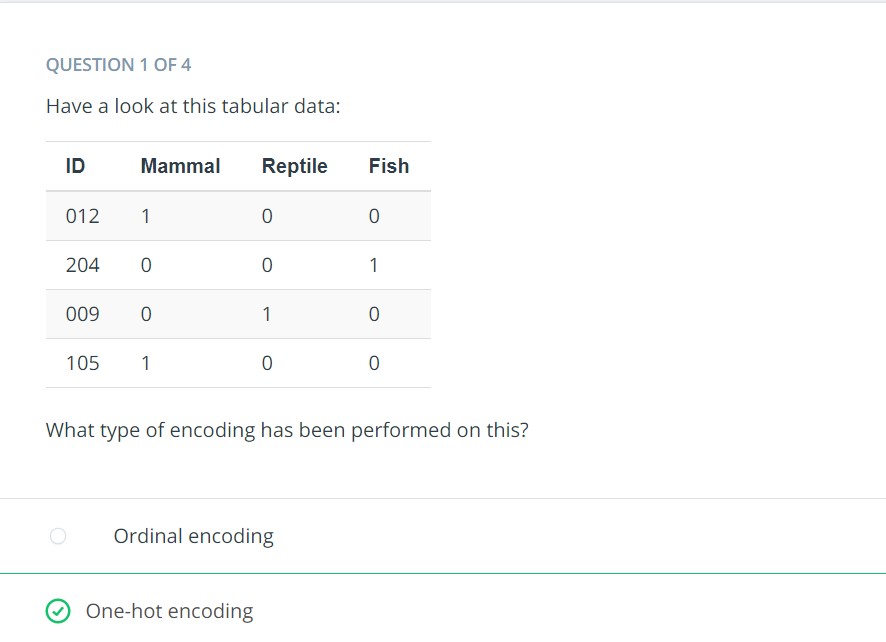 QUESTION 1 OF 4
Have a look at this tabular data:
ID Mammal Reptile Fish
012 1 0 0
204 0 0 1
009 0 1 0
105 1 0 0
What type of encoding has been performed on this?
Ordinal encoding
One-hot encoding